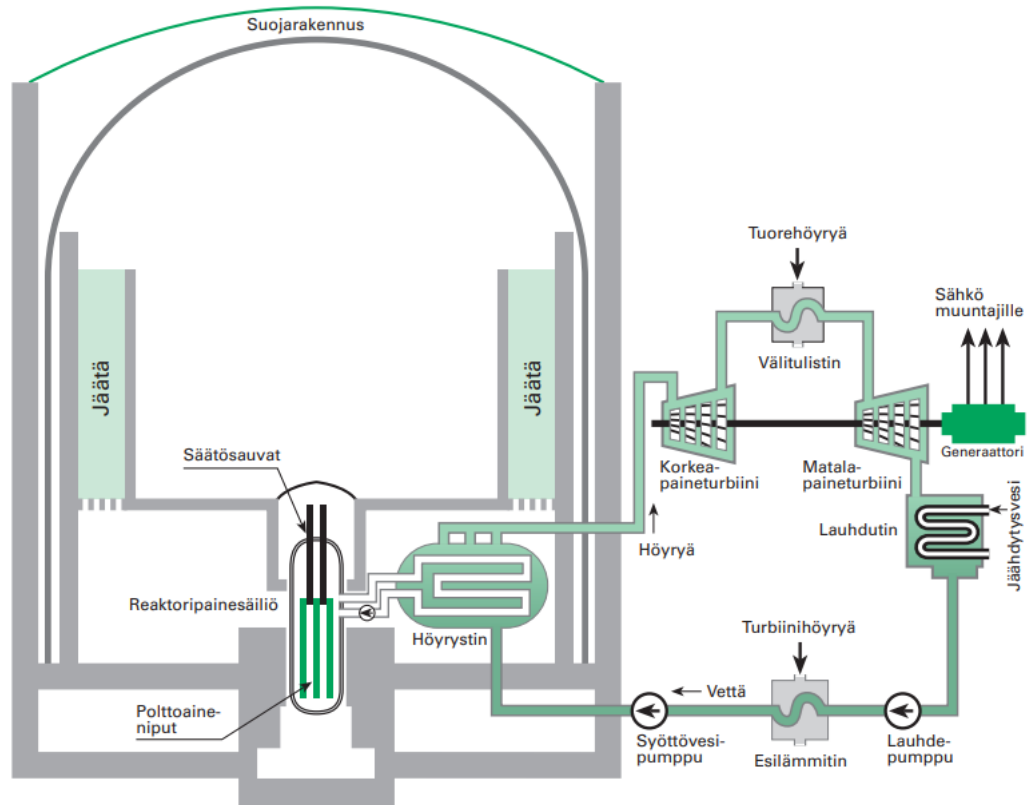 Suojarakennus
Tuorehöyryä
Sähkö
muuntajille
Välitulistin
Jäätä
Jäätä
Säätösauvat
Korkea-
paineturbiini
Matala-
paineturbiini
Generaattori
Höyryä
Lauhdutin
Jäähdytysvesi
Reaktoripainesäiliö
Höyrystin
Turbiinihöyryä
Vettä
Polttoaine-
niput
Syöttövesi-
pumppu
Esilämmitin
Lauhde-
pumppu